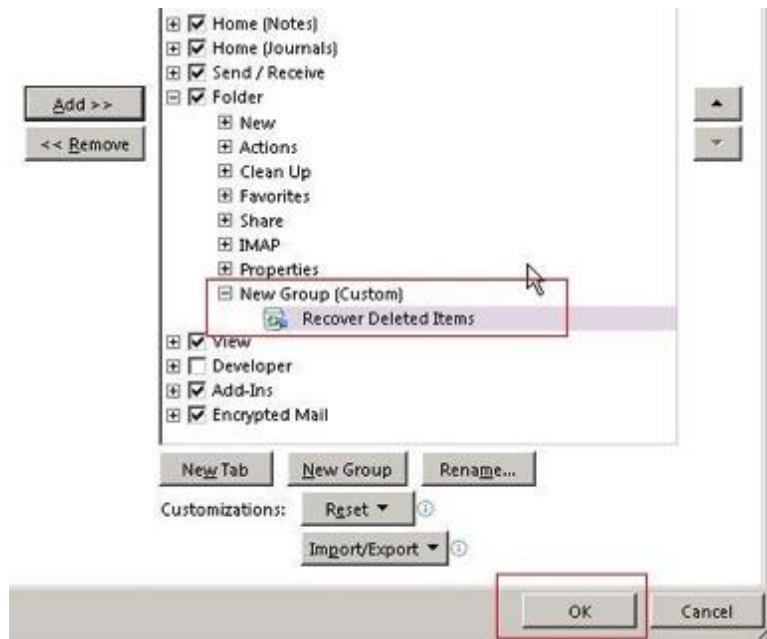 Home (Notes)
Home (Journals)
Send / Receive
Folder
New
Actions
Clean Up
Favorites
Share
IMAP
Properties
New Group (Custom)
Recover Deleted Items
View
Developer
Add-Ins
Encrypted Mail
Add >>
<< Remove
New Tab New Group Rename...
Customizations: Reset
Import/Export
OK Cancel